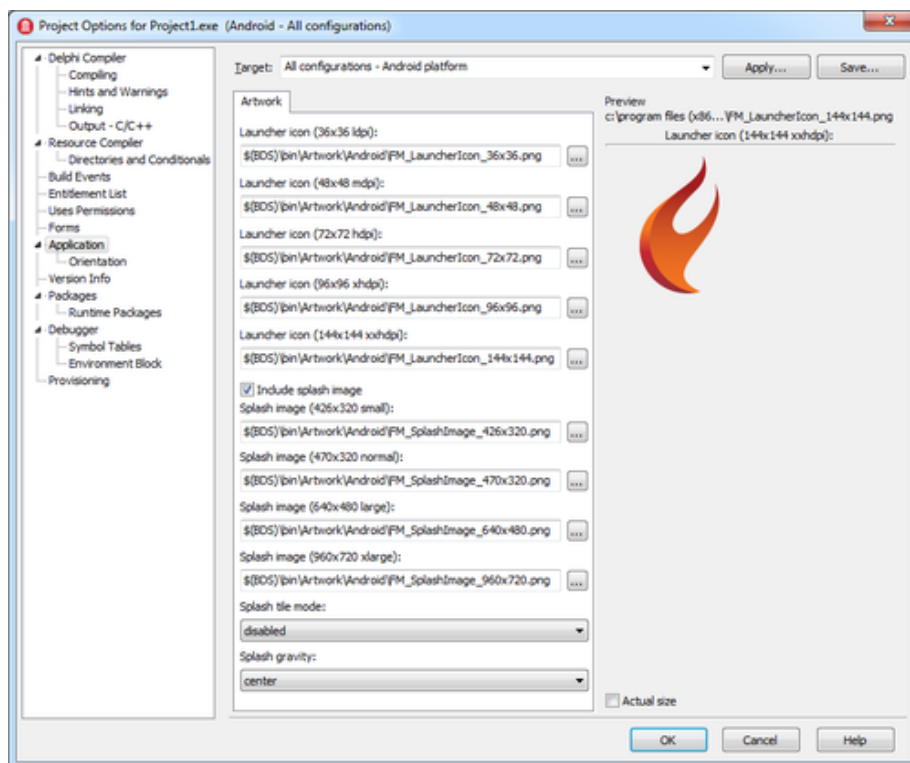 Project Options for Project1.exe (Android - All configurations)
Delphi Compiler
Compiling
Hints and Warnings
Linking
Output - C/C++
Resource Compiler
Directories and Conditionals
Build Events
Entitlement List
Uses Permissions
Forms
Application
Orientation
Version Info
Packages
Runtime Packages
Debugger
Symbol Tables
Environment Block
Provisioning
Target: All configurations - Android platform
Apply...
Save...
Artwork
Launcher icon (36x36 ldpi):
$(BDS)\bin\Artwork\Android\FM_LauncherIcon_36x36.png
...
Launcher icon (48x48 mdpi):
$(BDS)\bin\Artwork\Android\FM_LauncherIcon_48x48.png
...
Launcher icon (72x72 hdpi):
$(BDS)\bin\Artwork\Android\FM_LauncherIcon_72x72.png
...
Launcher icon (96x96 xhdpi):
$(BDS)\bin\Artwork\Android\FM_LauncherIcon_96x96.png
...
Launcher icon (144x144 xxhdpi):
$(BDS)\bin\Artwork\Android\FM_LauncherIcon_144x144.png
...
Include splash image
Splash image (426x320 small):
$(BDS)\bin\Artwork\Android\FM_SplashImage_426x320.png
...
Splash image (470x320 normal):
$(BDS)\bin\Artwork\Android\FM_SplashImage_470x320.png
...
Splash image (640x480 large):
$(BDS)\bin\Artwork\Android\FM_SplashImage_640x480.png
...
Splash image (960x720 xlarge):
$(BDS)\bin\Artwork\Android\FM_SplashImage_960x720.png
...
Splash tile mode:
disabled
Splash gravity:
center
Preview
c:\program files (x86...\FM_LauncherIcon_144x144.png
Launcher icon (144x144 xxhdpi):
Actual size
OK
Cancel
Help